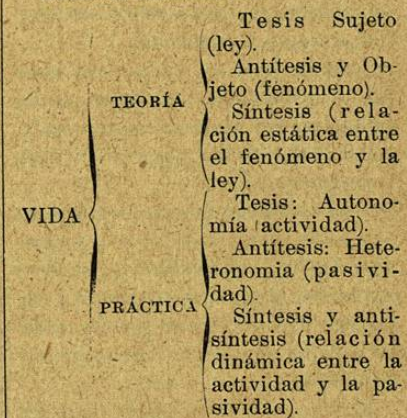 Tesis Sujeto
(ley).
Antítesis y Ob-
jeto (fenómeno).
TEORÍA
Síntesis (rela-
ción estática entre
el fenómeno y la
ley).
VIDA
Tesis: Autono-
mía (actividad).
Antítesis: Hete-
ronomia (pasivi-
dad).
PRÁCTICA
Síntesis y anti-
síntesis (relación
dinámica entre la
actividad y la pa-
sividad).